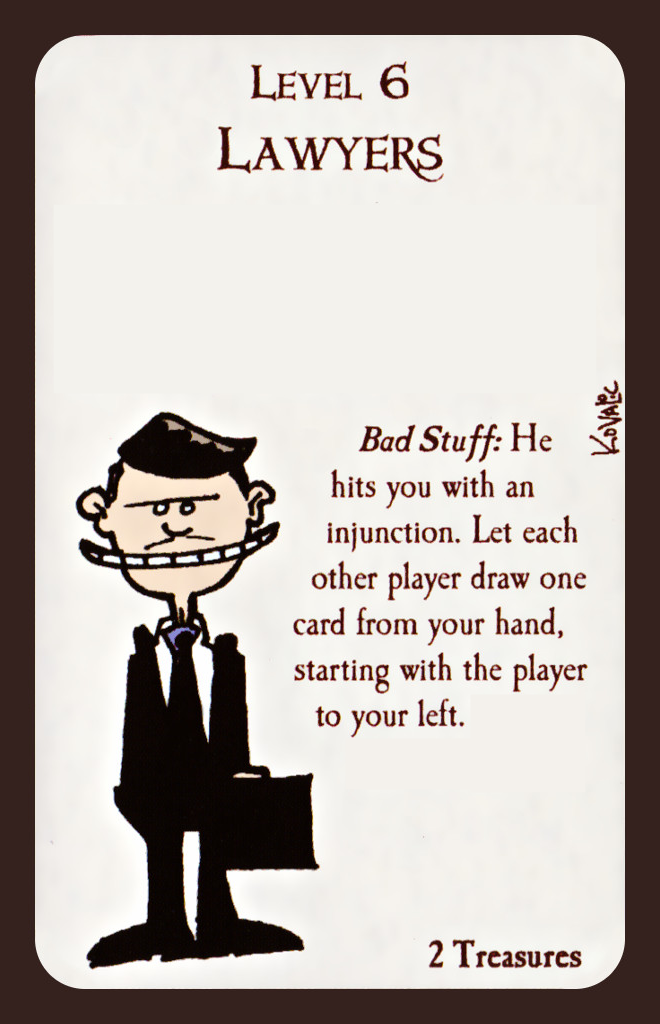 Level 6
Lawyers
Kovalic
Bad Stuff: He
hits you with an
injunction. Let each
other player draw one
card from your hand,
starting with the player
to your left.
2 Treasures